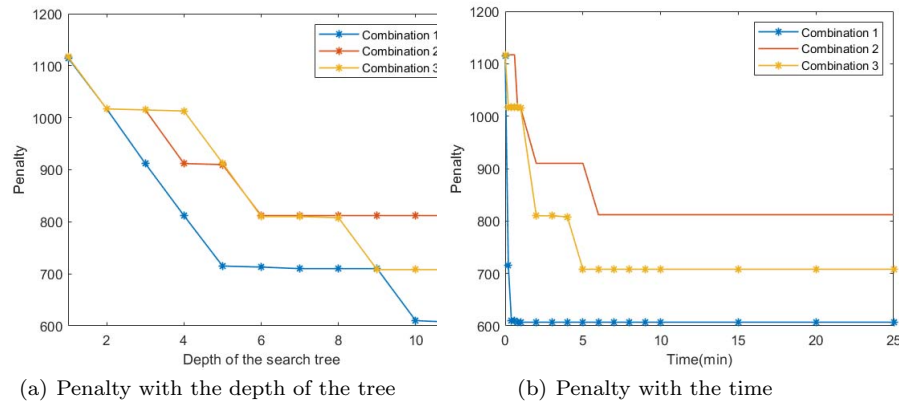 1200
1100
1000
900
800
700
600
Penalty
2
4
6
8
10
Depth of the search tree
Combination 1
Combination 2
Combination 3
(a) Penalty with the depth of the tree
1200
1100
1000
900
800
700
600
Penalty
0
5
10
15
20
25
Time(min)
Combination 1
Combination 2
Combination 3
(b) Penalty with the time